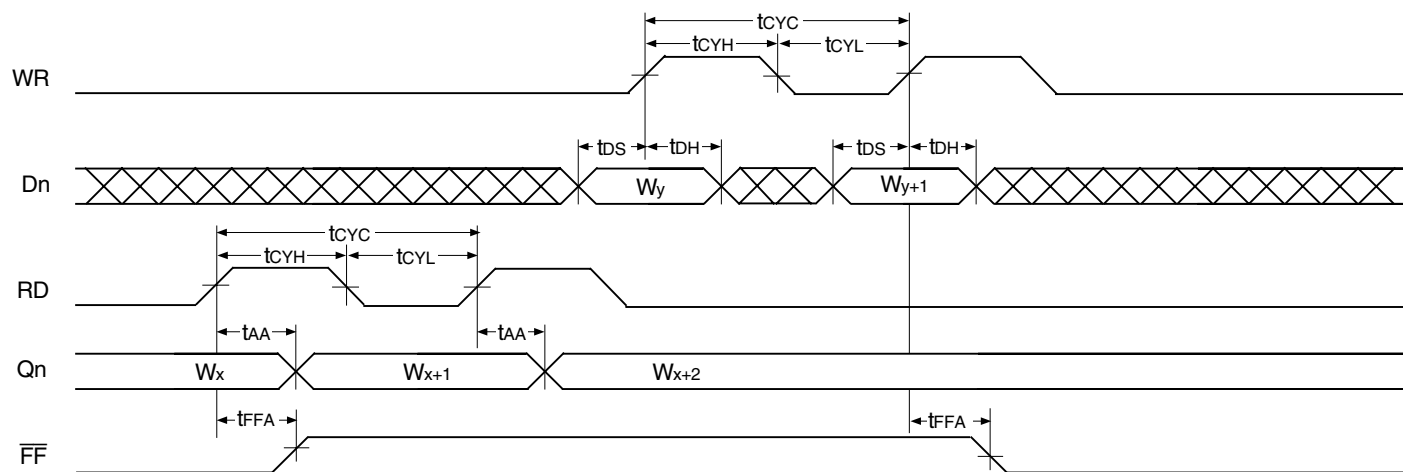 tCYC
tCYH tCYL
WR
tDS tDH tDS tDH
Dn Wy Wy+1
tCYC
tCYH tCYL
RD
tAA tAA
Qn Wx Wx+1 Wx+2
tFFA tFFA
F̅F̅